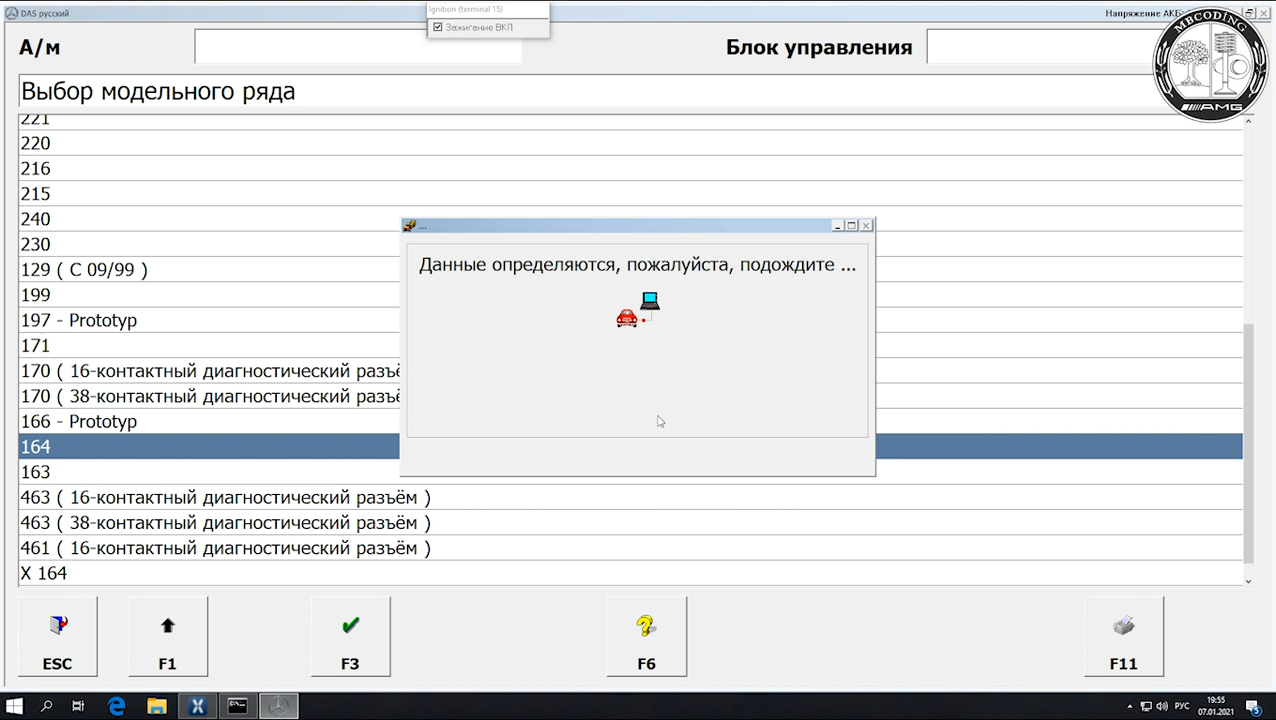 DAS русский
Ignition (terminal 15)
Зажигание ВКЛ
Напряжение АКБ:
MBCODING
AMG
А/м
Блок управления
Выбор модельного ряда
221
220
216
215
240
230
129 ( С 09/99 )
199
197 - Prototyp
171
170 ( 16-контактный диагностический разъё
170 ( 38-контактный диагностический разъё
166 - Prototyp
164
163
463 ( 16-контактный диагностический разъём )
463 ( 38-контактный диагностический разъём )
461 ( 16-контактный диагностический разъём )
X 164
...
Данные определяются, пожалуйста, подождите ...
ESC
F1
F3
F6
F11
РУС
19:55
07.01.2021